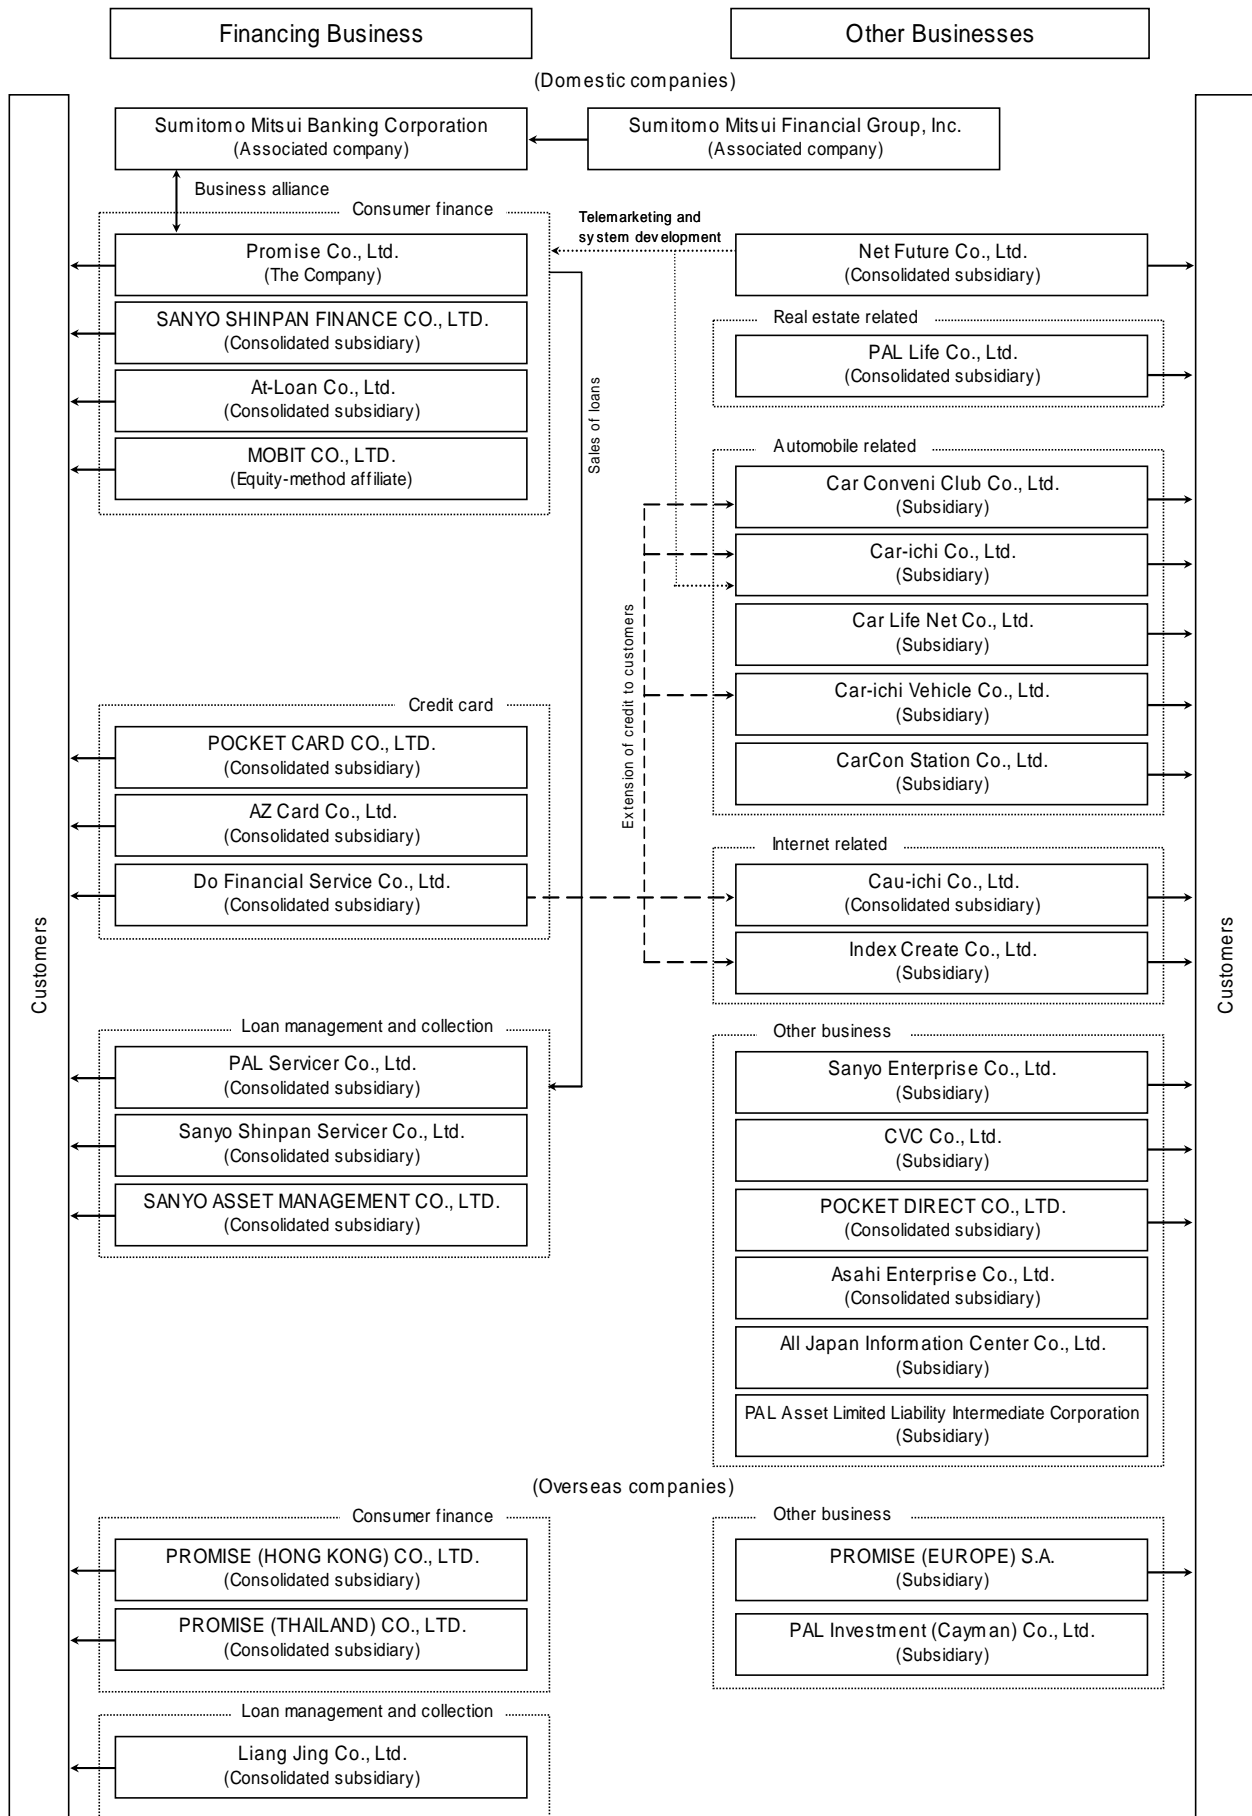 Financing Business
Other Businesses
(Domestic companies)
Customers
Sumitomo Mitsui Banking Corporation
(Associated company)
Sumitomo Mitsui Financial Group, Inc.
(Associated company)
Business alliance
Consumer finance
Promise Co., Ltd.
(The Company)
SANYO SHINPAN FINANCE CO., LTD.
(Consolidated subsidiary)
At-Loan Co., Ltd.
(Consolidated subsidiary)
MOBIT CO., LTD.
(Equity-method affiliate)
Telemarketing and
system development
Sales of loans
Net Future Co., Ltd.
(Consolidated subsidiary)
Real estate related
PAL Life Co., Ltd.
(Consolidated subsidiary)
Automobile related
Car Conveni Club Co., Ltd.
(Subsidiary)
Car-ichi Co., Ltd.
(Subsidiary)
Car Life Net Co., Ltd.
(Subsidiary)
Car-ichi Vehicle Co., Ltd.
(Subsidiary)
CarCon Station Co., Ltd.
(Subsidiary)
Extension of credit to customers
Credit card
POCKET CARD CO., LTD.
(Consolidated subsidiary)
AZ Card Co., Ltd.
(Consolidated subsidiary)
Do Financial Service Co., Ltd.
(Consolidated subsidiary)
Internet related
Cau-ichi Co., Ltd.
(Consolidated subsidiary)
Index Create Co., Ltd.
(Subsidiary)
Customers
Loan management and collection
PAL Servicer Co., Ltd.
(Consolidated subsidiary)
Sanyo Shinpan Servicer Co., Ltd.
(Consolidated subsidiary)
SANYO ASSET MANAGEMENT CO., LTD.
(Consolidated subsidiary)
Other business
Sanyo Enterprise Co., Ltd.
(Subsidiary)
CVC Co., Ltd.
(Subsidiary)
POCKET DIRECT CO., LTD.
(Consolidated subsidiary)
Asahi Enterprise Co., Ltd.
(Consolidated subsidiary)
All Japan Information Center Co., Ltd.
(Subsidiary)
PAL Asset Limited Liability Intermediate Corporation
(Subsidiary)
(Overseas companies)
Consumer finance
PROMISE (HONG KONG) CO., LTD.
(Consolidated subsidiary)
PROMISE (THAILAND) CO., LTD.
(Consolidated subsidiary)
Other business
PROMISE (EUROPE) S.A.
(Subsidiary)
PAL Investment (Cayman) Co., Ltd.
(Subsidiary)
Loan management and collection
Liang Jing Co., Ltd.
(Consolidated subsidiary)